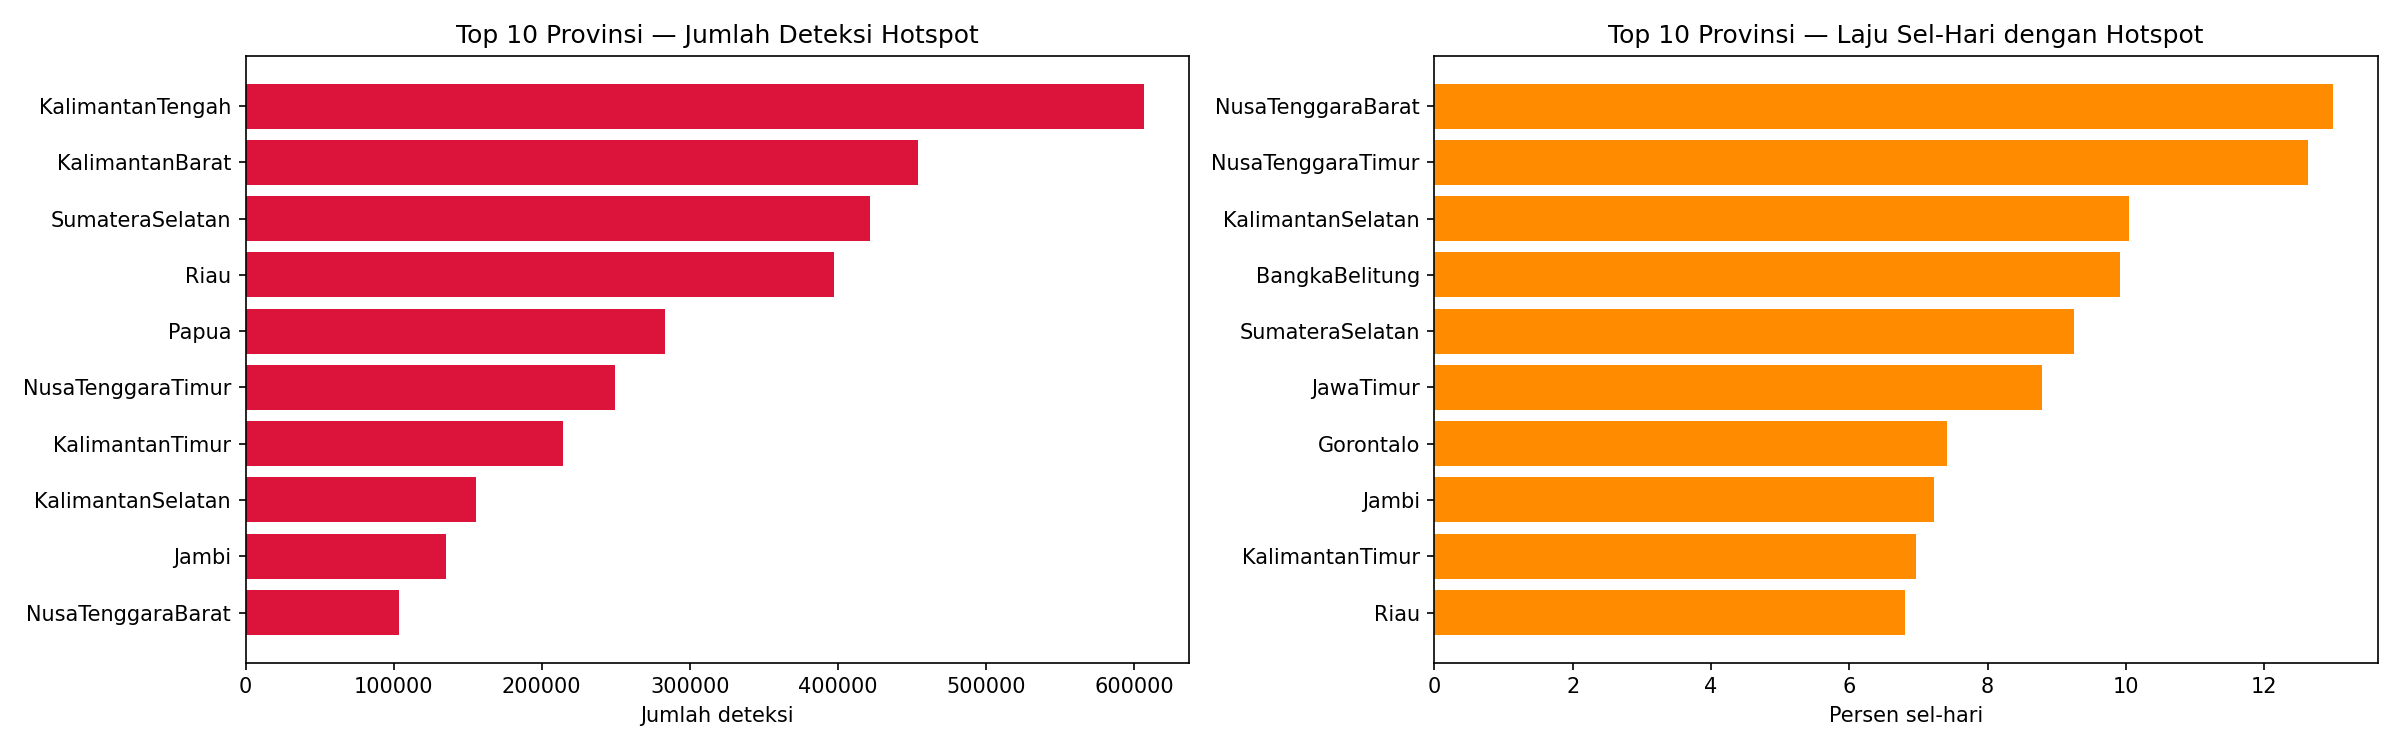 Top 10 Provinsi — Jumlah Deteksi Hotspot
KalimantanTengah
KalimantanBarat
SumateraSelatan
Riau
Papua
NusaTenggaraTimur
KalimantanTimur
KalimantanSelatan
Jambi
NusaTenggaraBarat
0 100000 200000 300000 400000 500000 600000
Jumlah deteksi
Top 10 Provinsi — Laju Sel-Hari dengan Hotspot
NusaTenggaraBarat
NusaTenggaraTimur
KalimantanSelatan
BangkaBelitung
SumateraSelatan
JawaTimur
Gorontalo
Jambi
KalimantanTimur
Riau
0 2 4 6 8 10 12
Persen sel-hari